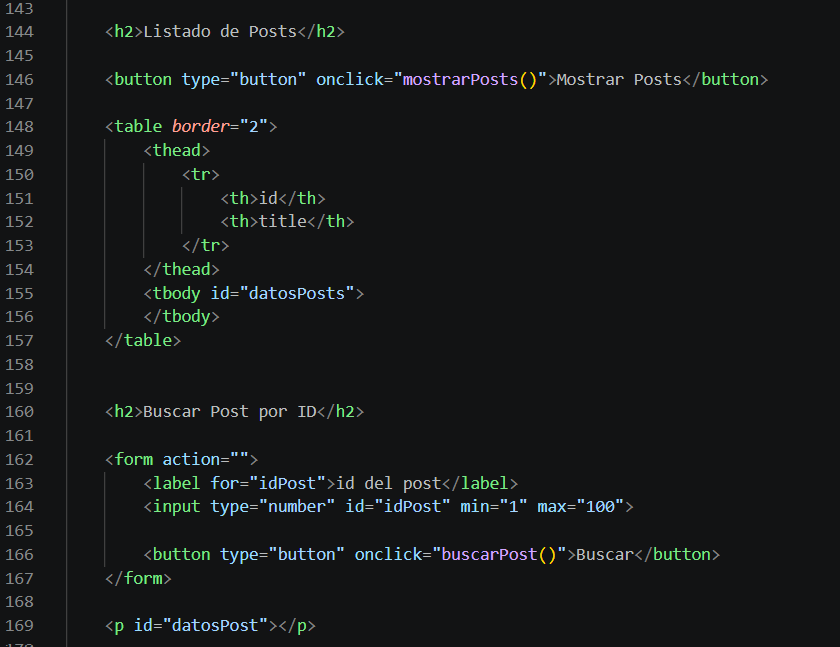 143
144 <h2>Listado de Posts</h2>
145
146 <button type="button" onclick="mostrarPosts()">Mostrar Posts</button>
147
148 <table border="2">
149 <thead>
150 <tr>
151 <th>id</th>
152 <th>title</th>
153 </tr>
154 </thead>
155 <tbody id="datosPosts">
156 </tbody>
157 </table>
158
159
160 <h2>Buscar Post por ID</h2>
161
162 <form action="">
163 <label for="idPost">id del post</label>
164 <input type="number" id="idPost" min="1" max="100">
165
166 <button type="button" onclick="buscarPost()">Buscar</button>
167 </form>
168
169 <p id="datosPost"></p>